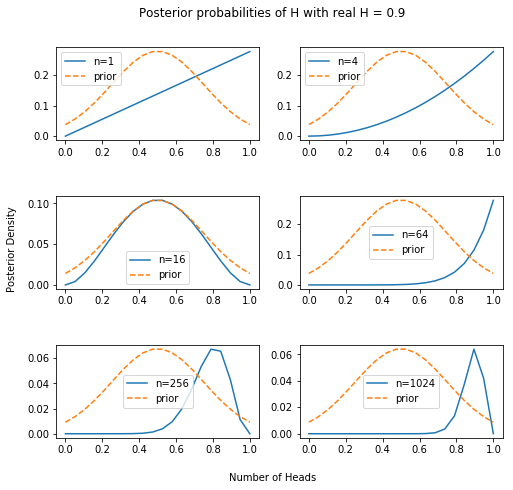 Posterior probabilities of H with real H = 0.9
n=1
prior
0.2
0.1
0.0
0.0 0.2 0.4 0.6 0.8 1.0
n=4
prior
0.2
0.1
0.0
0.0 0.2 0.4 0.6 0.8 1.0
Posterior Density
n=16
prior
0.10
0.05
0.00
0.0 0.2 0.4 0.6 0.8 1.0
n=64
prior
0.2
0.1
0.0
0.0 0.2 0.4 0.6 0.8 1.0
n=256
prior
0.06
0.04
0.02
0.00
0.0 0.2 0.4 0.6 0.8 1.0
n=1024
prior
0.06
0.04
0.02
0.00
0.0 0.2 0.4 0.6 0.8 1.0
Number of Heads